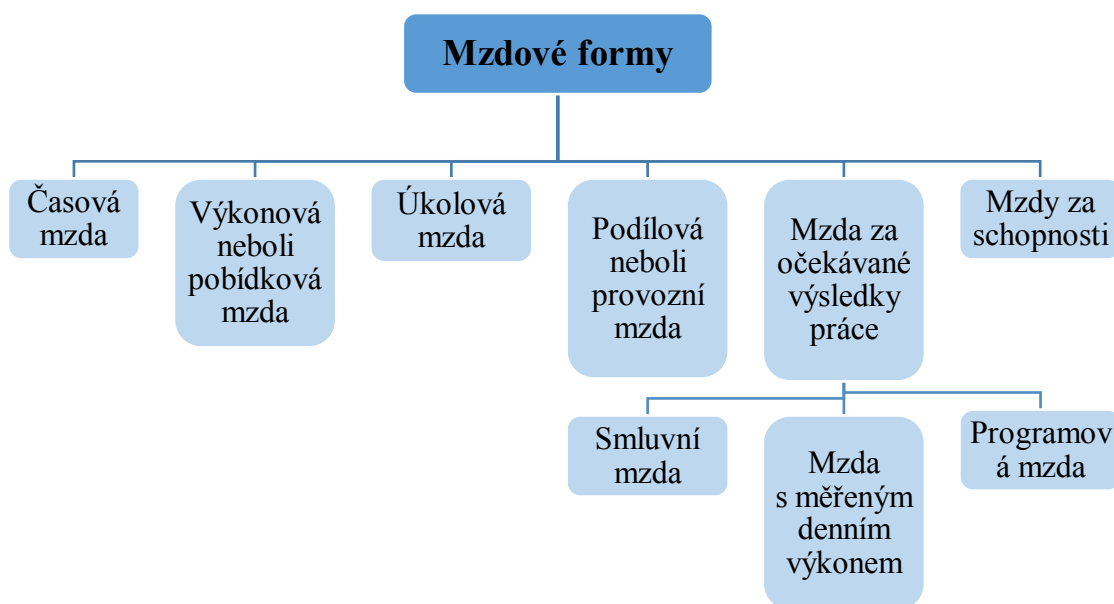 Mzdové formy
Časová
mzda
Výkonová
neboli
pobídková
mzda
Úkolová
mzda
Podílová
neboli
provozní
mzda
Mzda za
očekávané
výsledky
práce
Mzdy za
schopnosti
Smluvní
mzda
Mzda
s měřeným
denním
výkonem
Programov
á mzda